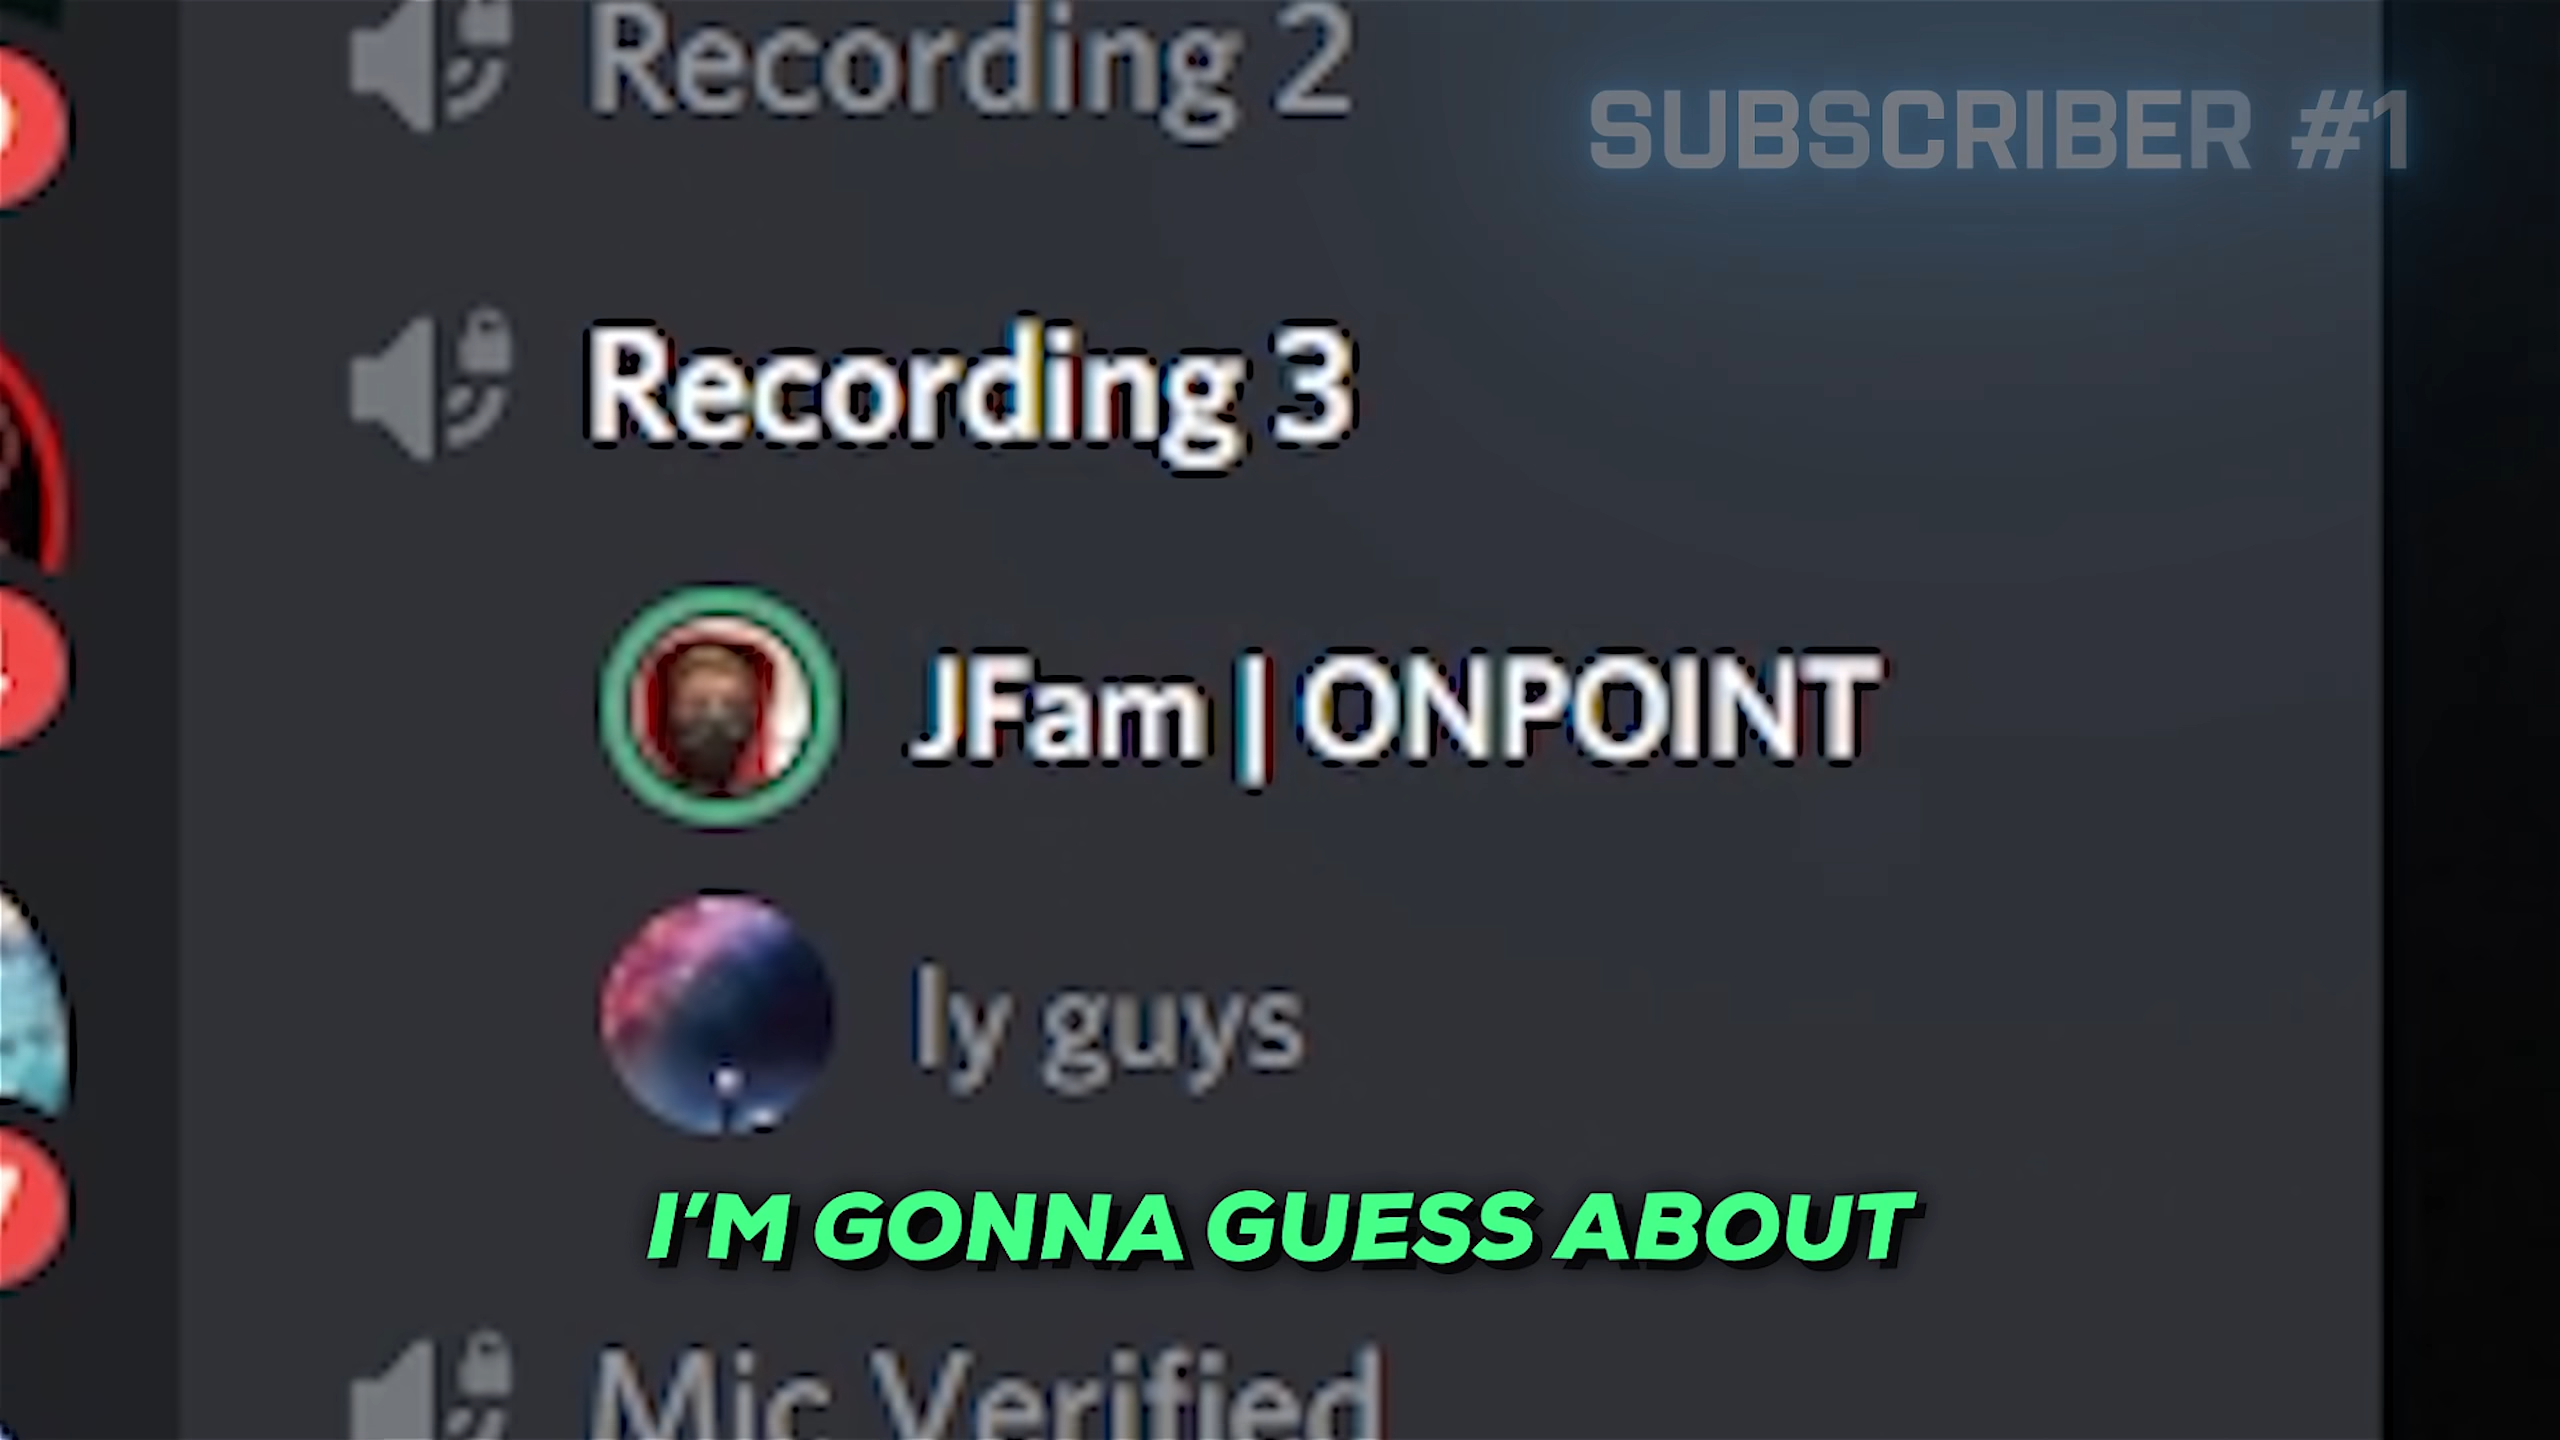 Recording 2
SUBSCRIBER #1
Recording 3
JFam | ONPOINT
ly guys
I'M GONNA GUESS ABOUT
Mic Verified